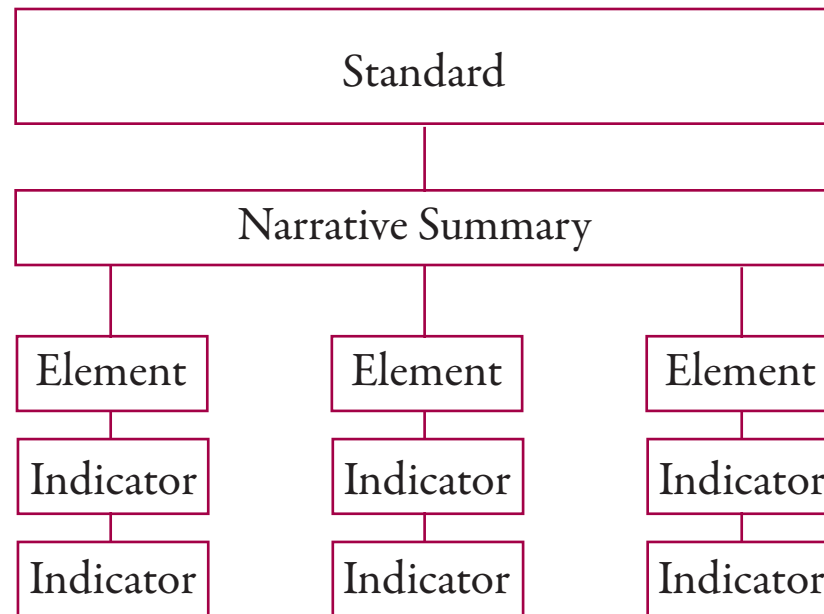 Standard
Narrative Summary
Element Element Element
Indicator Indicator Indicator
Indicator Indicator Indicator